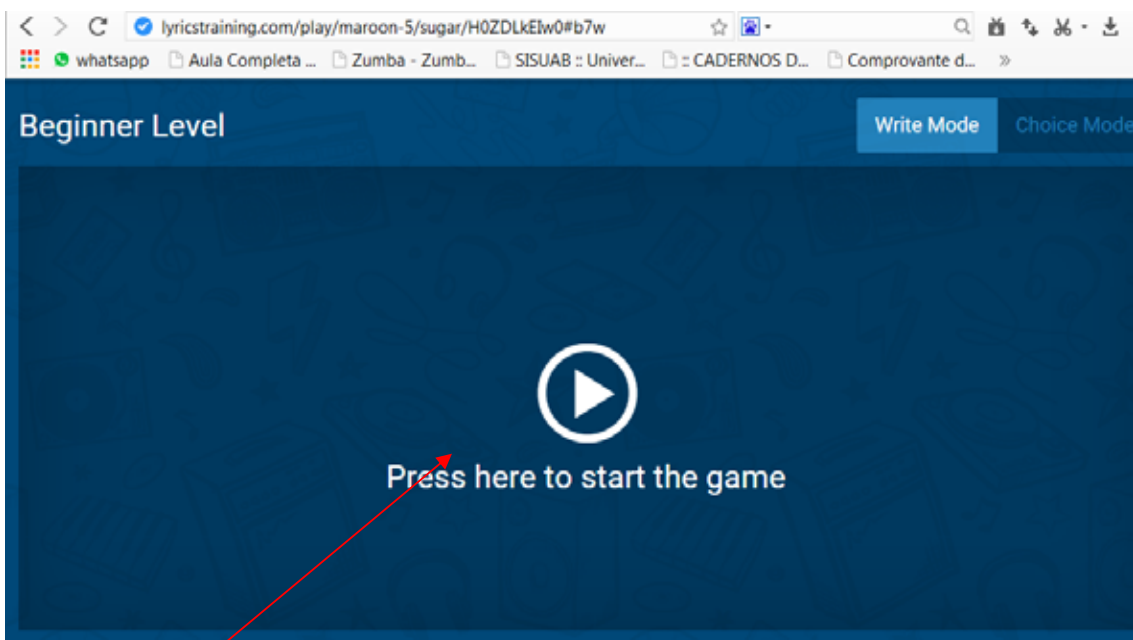 lyricstraining.com/play/maroon-5/sugar/H0ZDLkEIw0#b7w
whatsapp Aula Completa ... Zumba - Zumb... SISUAB :: Univer... :: CADERNOS D... Comprovante d... »
Beginner Level Write Mode Choice Mode
Press here to start the game